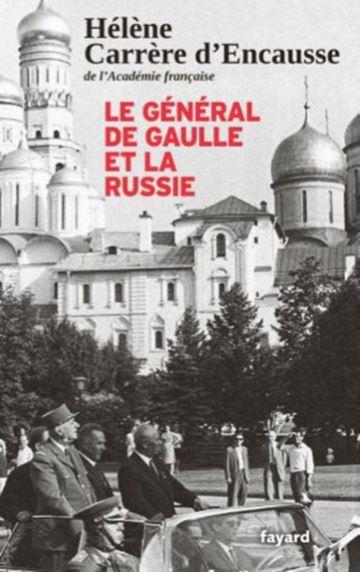 Hélène
Carrère d'Encausse
de l'Académie française
LE GÉNÉRAL
DE GAULLE
ET LA
RUSSIE
fayard